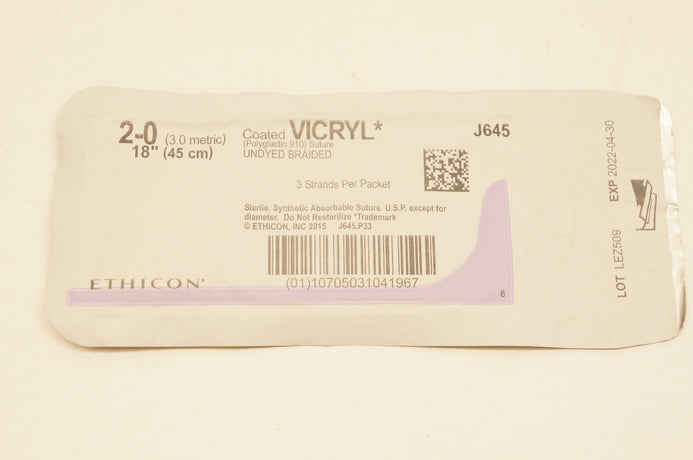 2-0 (3.0 metric)
18" (45 cm)
Coated VICRYL*
(Polyglactin 910) Suture
UNDYED BRAIDED
J645
3 Strands Per Packet
Sterile, Synthetic Absorbable Suture. U.S.P. except for
diameter. Do Not Resterilize *Trademark
© ETHICON, INC 2015 J645.P33
ETHICON*
(01)10705031041967
6
LOT LEZ509 EXP 2022-04-30